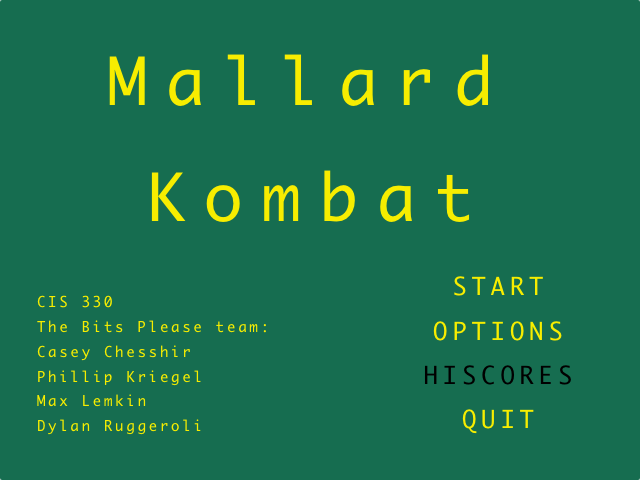 Mallard
Kombat
CIS 330
The Bits Please team:
Casey Chesshir
Phillip Kriegel
Max Lemkin
Dylan Ruggeroli
START
OPTIONS
HISCORES
QUIT